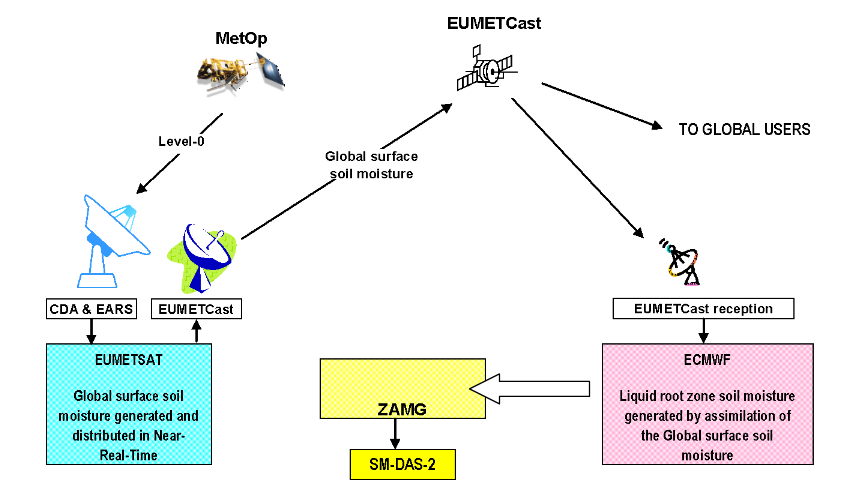 EUMETCast
MetOp
Level-0
Global surface
soil moisture
TO GLOBAL USERS
CDA & EARS
EUMETCast
EUMETCast reception
EUMETSAT
Global surface soil
moisture generated and
distributed in Near-
Real-Time
ZAMG
SM-DAS-2
ECMWF
Liquid root zone soil moisture
generated by assimilation of
the Global surface soil
moisture